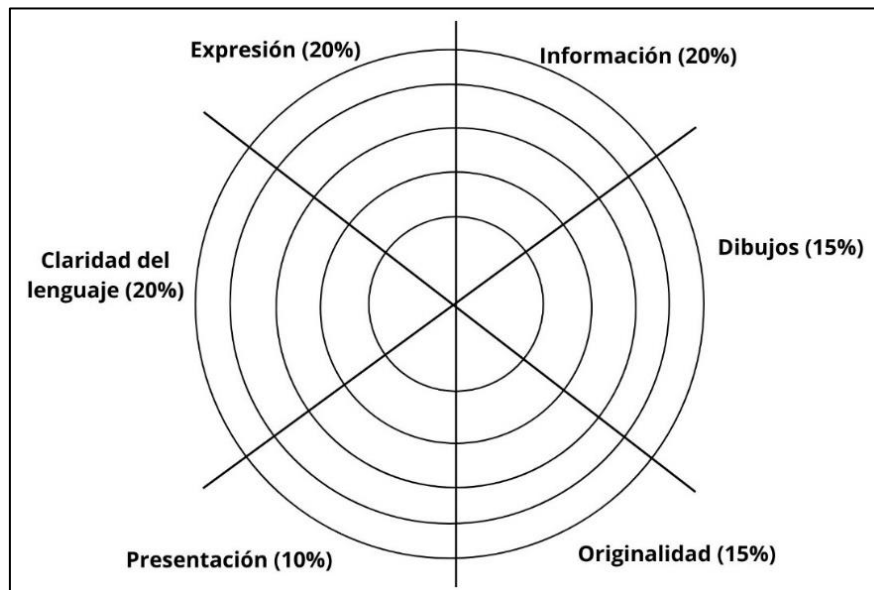 Expresión (20%)
Información (20%)
Claridad del
lenguaje (20%)
Dibujos (15%)
Presentación (10%)
Originalidad (15%)